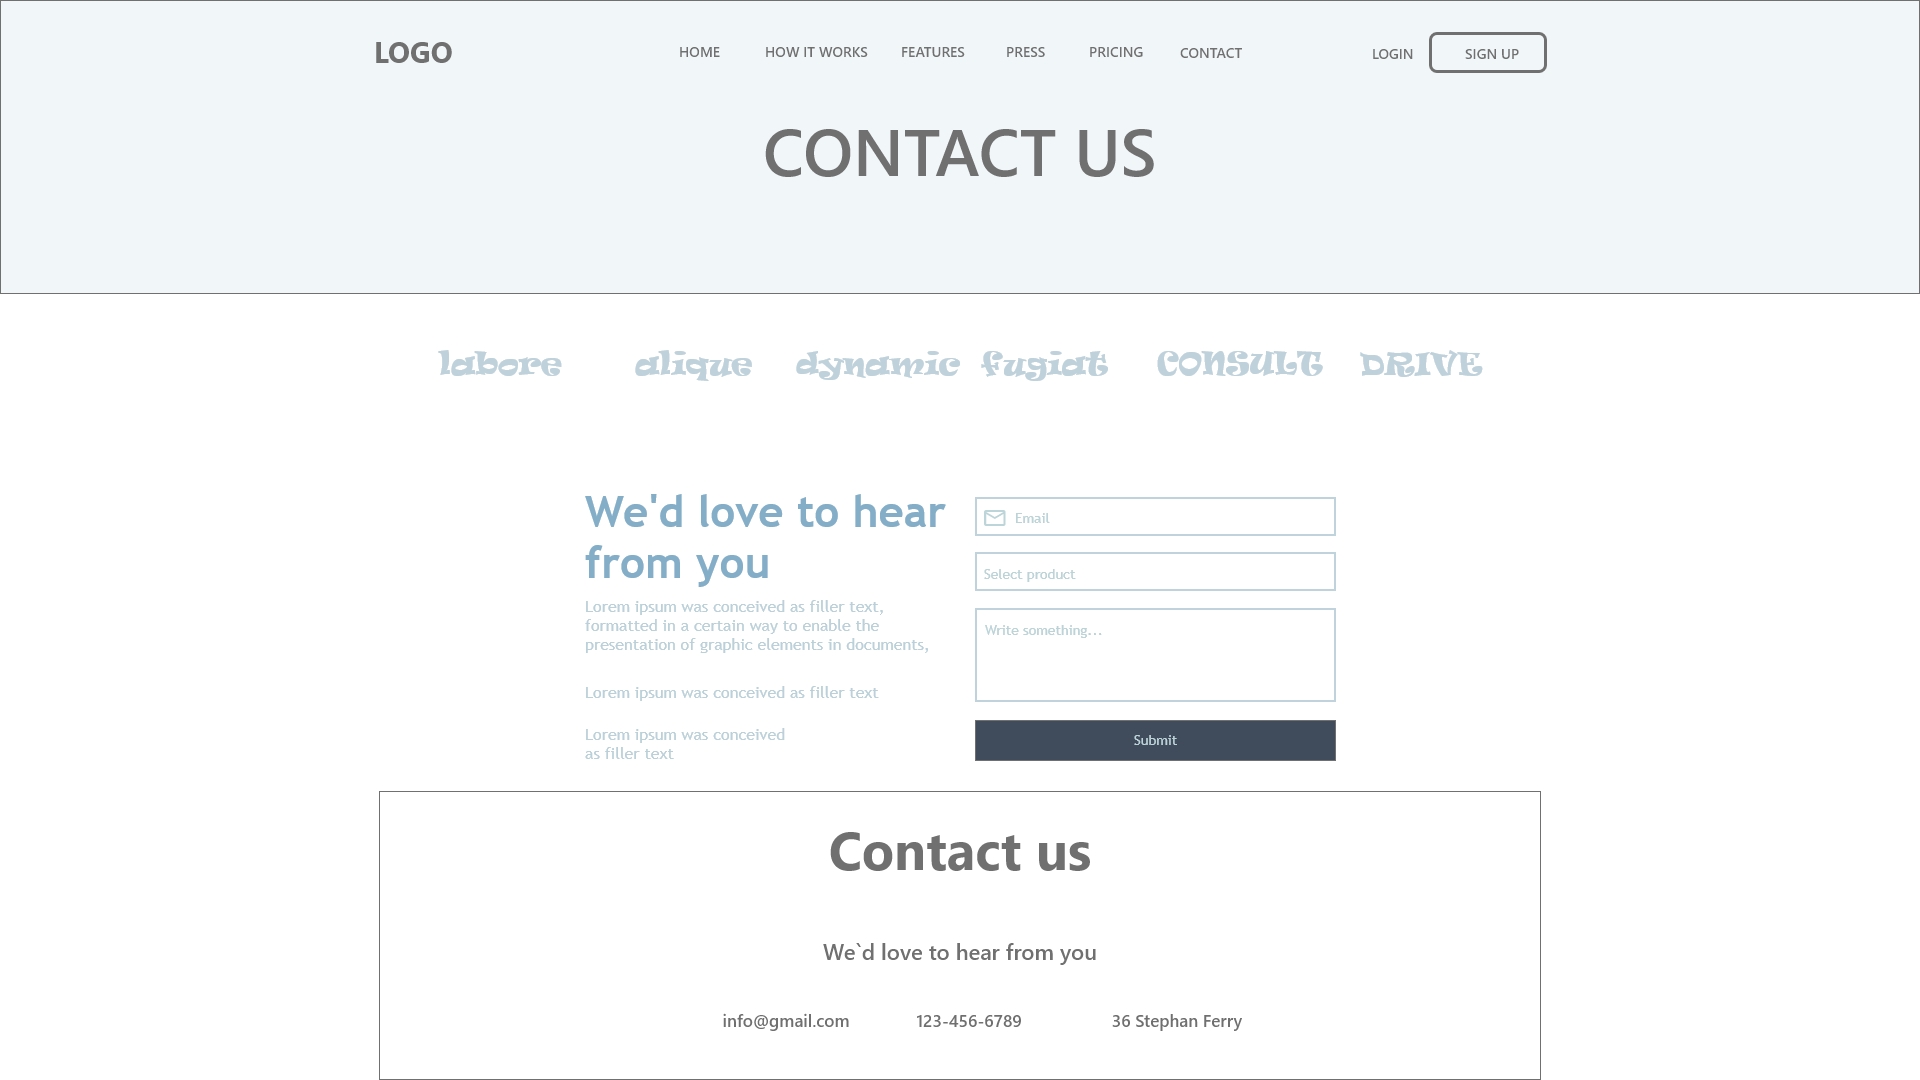 LOGO
HOME HOW IT WORKS FEATURES PRESS PRICING CONTACT
LOGIN SIGN UP
CONTACT US
labore alique dynamic fugiat CONSULT DRIVE
We'd love to hear
from you
Lorem ipsum was conceived as filler text,
formatted in a certain way to enable the
presentation of graphic elements in documents,
Lorem ipsum was conceived as filler text
Lorem ipsum was conceived
as filler text
Email
Select product
Write something...
Submit
Contact us
We`d love to hear from you
info@gmail.com 123-456-6789 36 Stephan Ferry